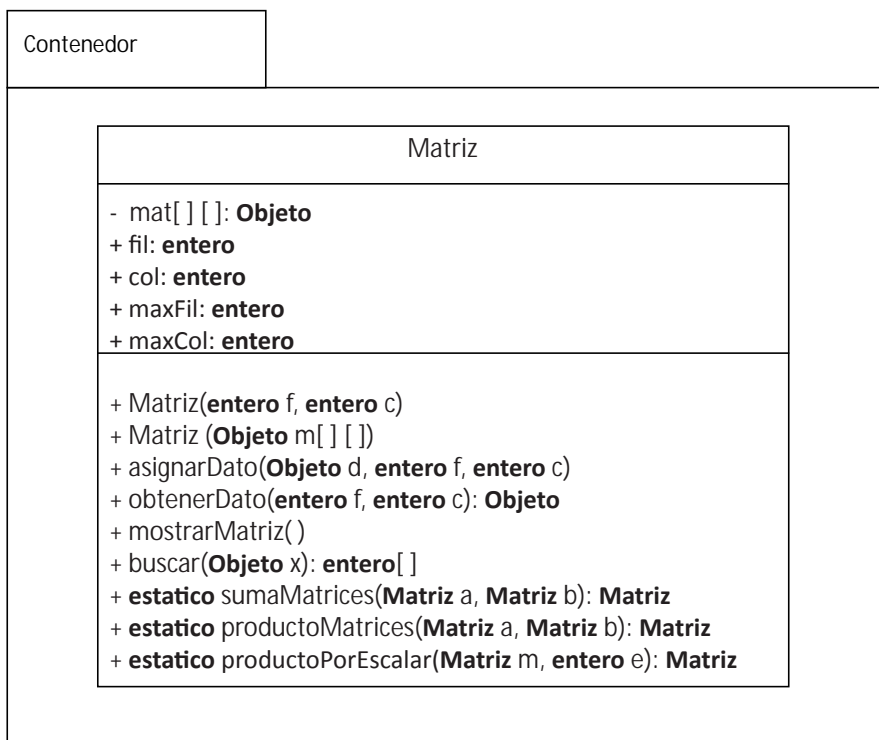 Contenedor
Matriz
- mat[ ] [ ]: Objeto
+ fil: entero
+ col: entero
+ maxFil: entero
+ maxCol: entero
+ Matriz(entero f, entero c)
+ Matriz (Objeto m[ ] [ ])
+ asignarDato(Objeto d, entero f, entero c)
+ obtenerDato(entero f, entero c): Objeto
+ mostrarMatriz( )
+ buscar(Objeto x): entero[ ]
+ estatico sumaMatrices(Matriz a, Matriz b): Matriz
+ estatico productoMatrices(Matriz a, Matriz b): Matriz
+ estatico productoPorEscalar(Matriz m, entero e): Matriz